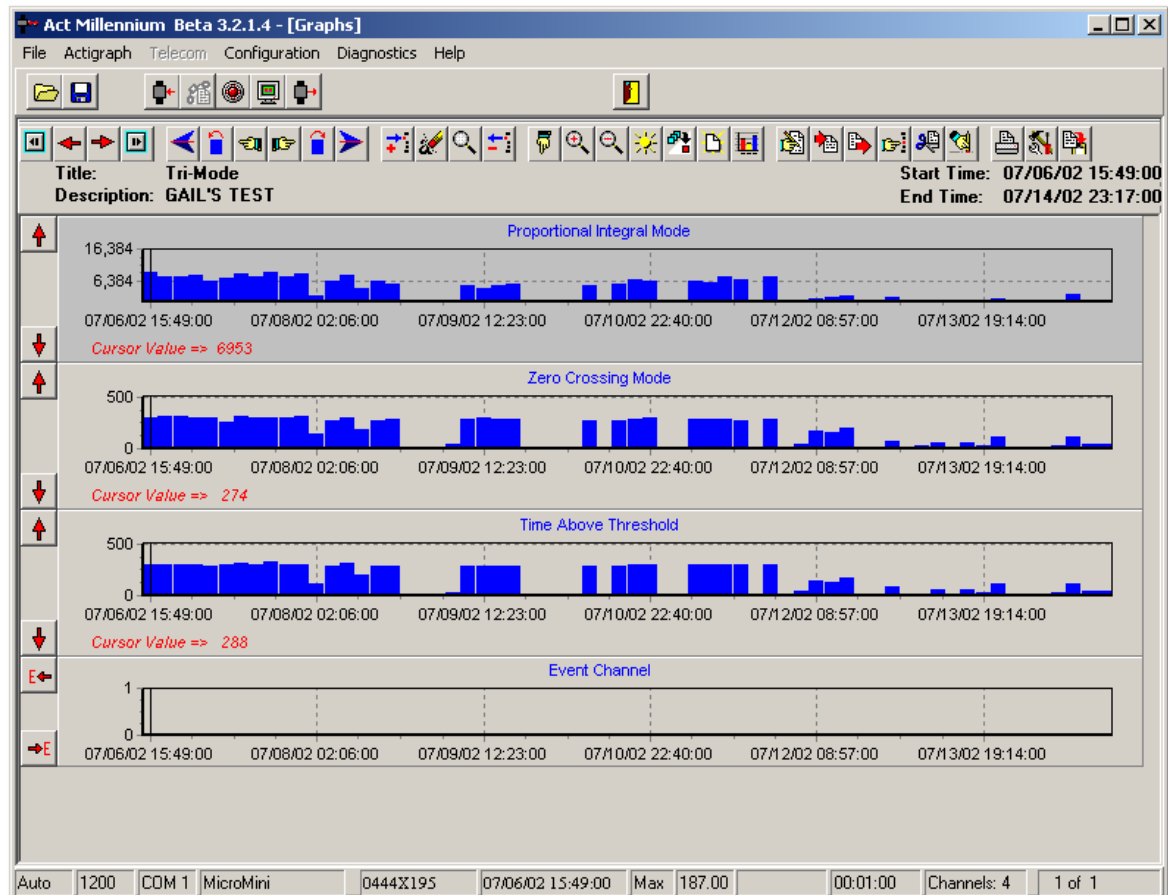 Act Millennium Beta 3.2.1.4 - [Graphs]
File Actigraph Telecom Configuration Diagnostics Help
Title: Tri-Mode Start Time: 07/06/02 15:49:00
Description: GAIL'S TEST End Time: 07/14/02 23:17:00
Proportional Integral Mode
16,384
6,384
07/06/02 15:49:00 07/08/02 02:06:00 07/09/02 12:23:00 07/10/02 22:40:00 07/12/02 08:57:00 07/13/02 19:14:00
Cursor Value => 6953
Zero Crossing Mode
500
0
07/06/02 15:49:00 07/08/02 02:06:00 07/09/02 12:23:00 07/10/02 22:40:00 07/12/02 08:57:00 07/13/02 19:14:00
Cursor Value => 274
Time Above Threshold
500
0
07/06/02 15:49:00 07/08/02 02:06:00 07/09/02 12:23:00 07/10/02 22:40:00 07/12/02 08:57:00 07/13/02 19:14:00
Cursor Value => 288
E
Event Channel
1
0
E
07/06/02 15:49:00 07/08/02 02:06:00 07/09/02 12:23:00 07/10/02 22:40:00 07/12/02 08:57:00 07/13/02 19:14:00
Auto 1200 COM 1 MicroMini 0444X195 07/06/02 15:49:00 Max 187.00 00:01:00 Channels: 4 1 of 1